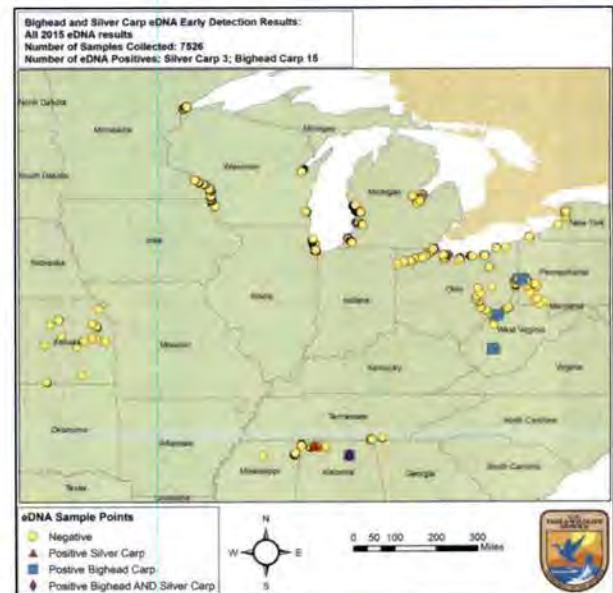 Bighead and Silver Carp eDNA Early Detection Results:
All 2015 eDNA results
Number of Samples Collected: 7526
Number of eDNA Positives: Silver Carp 3; Bighead Carp 15
North Dakota
Minnesota
Michigan
Wisconsin
South Dakota
Michigan
New York
Iowa
Nebraska
Pennsylvania
Illinois
Indiana
Ohio
Maryland
West Virginia
Kansas
Missouri
Kentucky
Virginia
Oklahoma
Tennessee
North Carolina
Arkansas
Mississippi
Alabama
Georgia
South Carolina
Texas
Louisiana
eDNA Sample Points
Negative
Positive Silver Carp
Postive Bighead Carp
Positive Bighead AND Silver Carp
N
W
E
S
0 50 100 200 300
Miles
U.S.
FISH & WILDLIFE
SERVICE